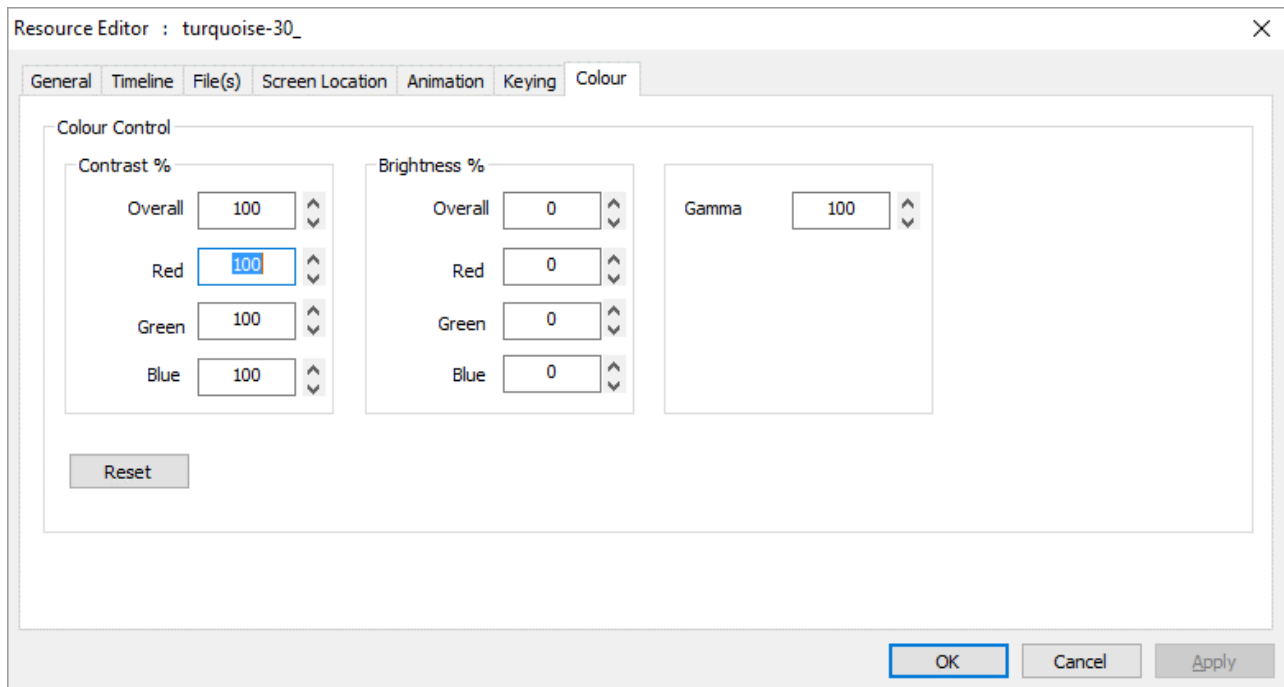 Resource Editor : turquoise-30_
General Timeline File(s) Screen Location Animation Keying Colour
Colour Control
Contrast % Brightness %
Overall 100 Overall 0 Gamma 100
Red 100 Red 0
Green 100 Green 0
Blue 100 Blue 0
Reset
OK Cancel Apply